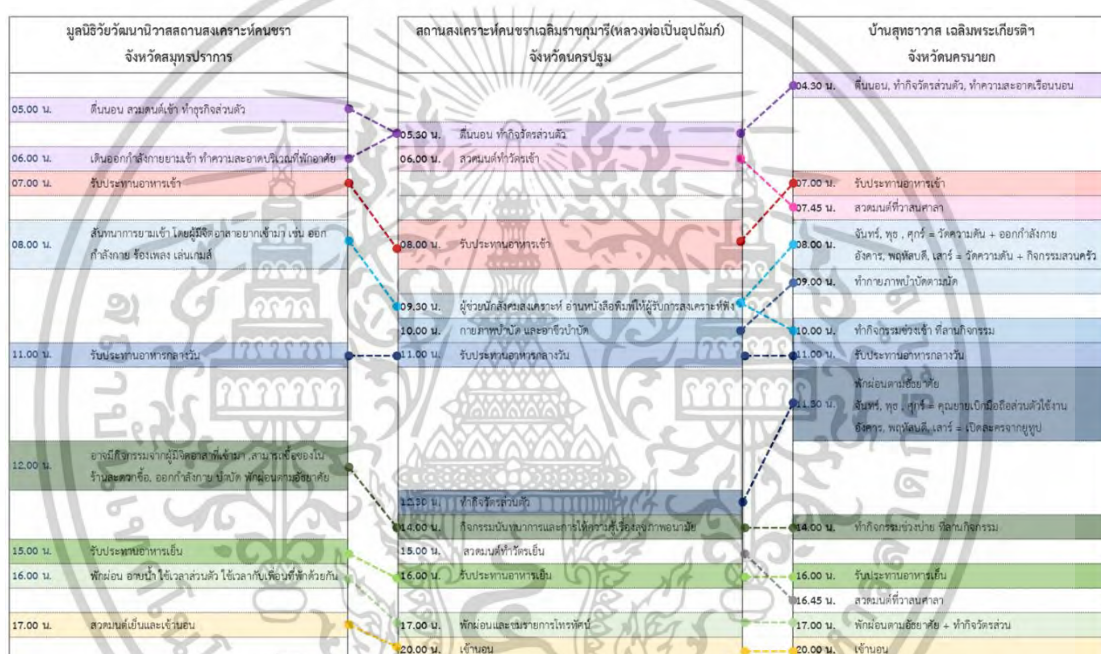 มูลนิธิวัยวัฒนานิวาสสถานสงเคราะห์คนชรา
จังหวัดสมุทรปราการ
05.00 น. ตื่นนอน สวมดนต์เช้า ทำธุรกิจส่วนตัว
06.00 น. เดินออกกำลังกายยามเช้า ทำความสะอาดบริเวณที่พักอาศัย
07.00 น. รับประทานอาหารเช้า
08.00 น. สันทนาการยามเช้า โดยผู้มีจิตอาสาอยากเข้ามา เช่น ออก
กำลังกาย ร้องเพลง เล่นเกมส์
11.00 น. รับประทานอาหารกลางวัน
12.00 น. อาจมีกิจกรรมจากผู้มีจิตอาสาที่เข้ามา ,สามารถซื้อของใน
ร้านสะดวกซื้อ, ออกกำลังกาย บำบัด พักผ่อนตามอัธยาศัย
15.00 น. รับประทานอาหารเย็น
16.00 น. พักผ่อน อาบน้ำ ใช้เวลาส่วนตัว ใช้เวลากับเพื่อนที่พักด้วยกัน
17.00 น. สวดมนต์เย็นและเข้านอน
สถานสงเคราะห์คนชราเฉลิมราชกุมารี(หลวงพ่อเปิ่นอุปถัมภ์)
จังหวัดนครปฐม
05.30 น. ตื่นนอน ทำกิจวัตรส่วนตัว
06.00 น. สวดมนต์ทำวัตรเช้า
08.00 น. รับประทานอาหารเช้า
09.30 น. ผู้ช่วยนักสังคมสงเคราะห์ อ่านหนังสือพิมพ์ให้ผู้รับการสงเคราะห์ฟัง
10.00 น. กายภาพบำบัด และอาชีวบำบัด
11.00 น. รับประทานอาหารกลางวัน
12.30 น. ทำกิจวัตรส่วนตัว
14.00 น. กิจกรรมนันทนาการและการให้ความรู้เรื่องสุขภาพอนามัย
15.00 น. สวดมนต์ทำวัตรเย็น
16.00 น. รับประทานอาหารเย็น
17.00 น. พักผ่อนและชมรายการโทรทัศน์
20.00 น. เข้านอน
บ้านสุทธาวาส เฉลิมพระเกียรติฯ
จังหวัดนครนายก
04.30 น. ตื่นนอน, ทำกิจวัตรส่วนตัว, ทำความสะอาดเรือนนอน
07.00 น. รับประทานอาหารเช้า
07.45 น. สวดมนต์ที่วาสนศาลา
08.00 น. จันทร์, พุธ , ศุกร์ = วัดความดัน + ออกกำลังกาย
อังคาร, พฤหัสบดี, เสาร์ = วัดความดัน + กิจกรรมสวนครัว
09.00 น. ทำกายภาพบำบัดตามนัด
10.00 น. ทำกิจกรรมช่วงเช้า ที่ลานกิจกรรม
11.00 น. รับประทานอาหารกลางวัน
พักผ่อนตามอัธยาศัย
11.30 น. จันทร์, พุธ , ศุกร์ = คุณยายเบิกมือถือส่วนตัวใช้งาน
อังคาร, พฤหัสบดี, เสาร์ = เปิดละครจากยูทูป
14.00 น. ทำกิจกรรมช่วงบ่าย ที่ลานกิจกรรม
16.00 น. รับประทานอาหารเย็น
16.45 น. สวดมนต์ที่วาสนศาลา
17.00 น. พักผ่อนตามอัธยาศัย + ทำกิจวัตรส่วน
20.00 น. เข้านอน